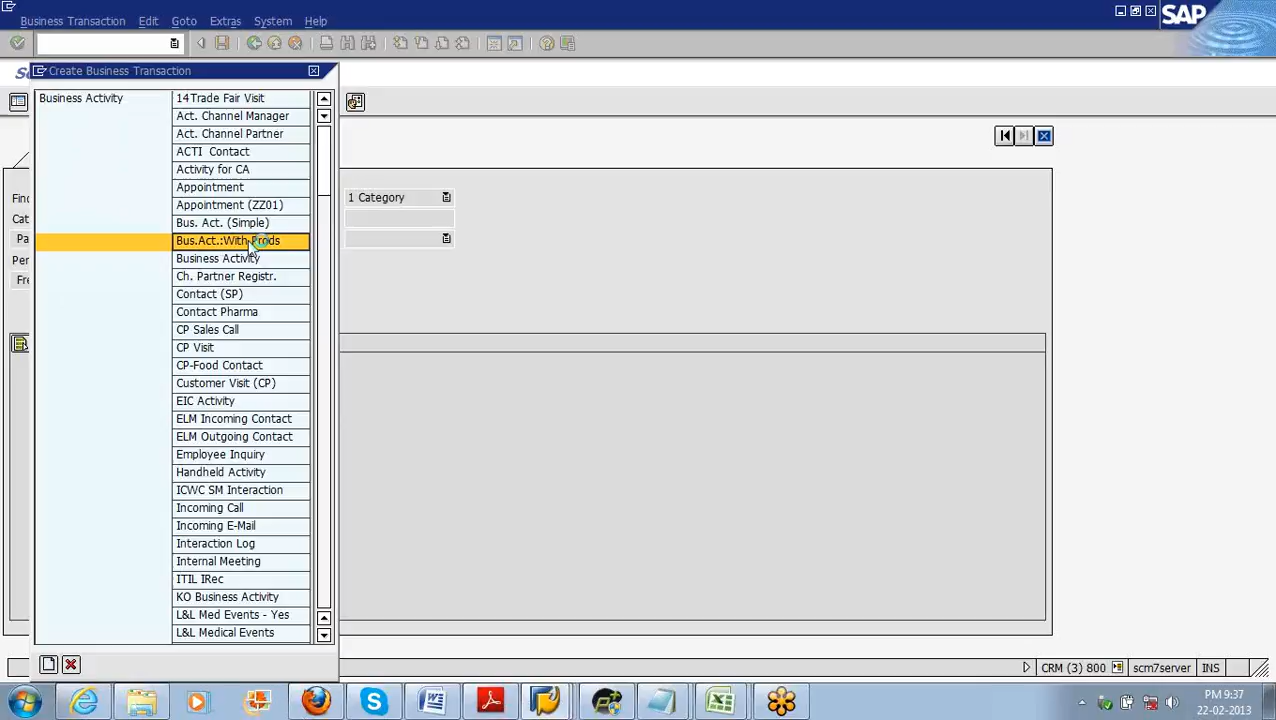 Business Transaction Edit Goto Extras System Help
SAP
Create Business Transaction
Business Activity
14Trade Fair Visit
Act. Channel Manager
Act. Channel Partner
ACTI Contact
Activity for CA
Appointment
Appointment (ZZ01)
Bus. Act. (Simple)
Bus.Act.:With
Business Activity
Ch. Partner Registr.
Contact (SP)
Contact Pharma
CP Sales Call
CP Visit
CP-Food Contact
Customer Visit (CP)
EIC Activity
ELM Incoming Contact
ELM Outgoing Contact
Employee Inquiry
Handheld Activity
ICWC SM Interaction
Incoming Call
Incoming E-Mail
Interaction Log
Internal Meeting
ITIL IRec
KO Business Activity
L&L Med Events - Yes
L&L Medical Events
1 Category
CRM (3) 800 scm7server INS
PM 9:37
22-02-2013